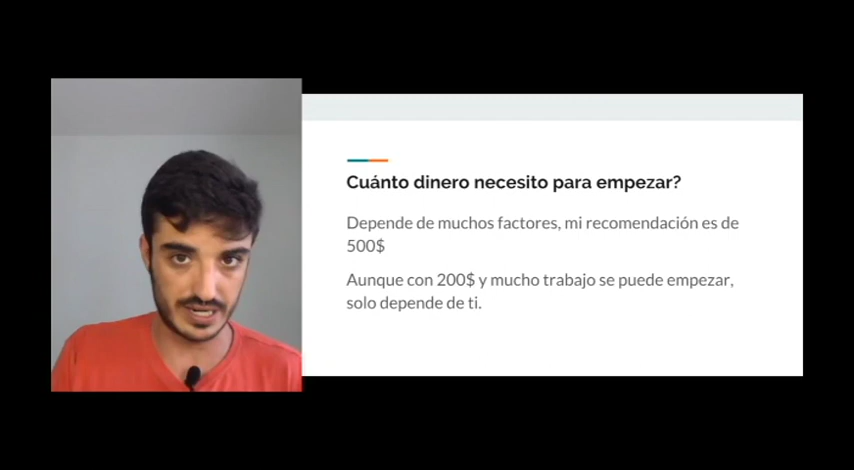 Cuánto dinero necesito para empezar?
Depende de muchos factores, mi recomendación es de
500$
Aunque con 200$ y mucho trabajo se puede empezar,
solo depende de ti.